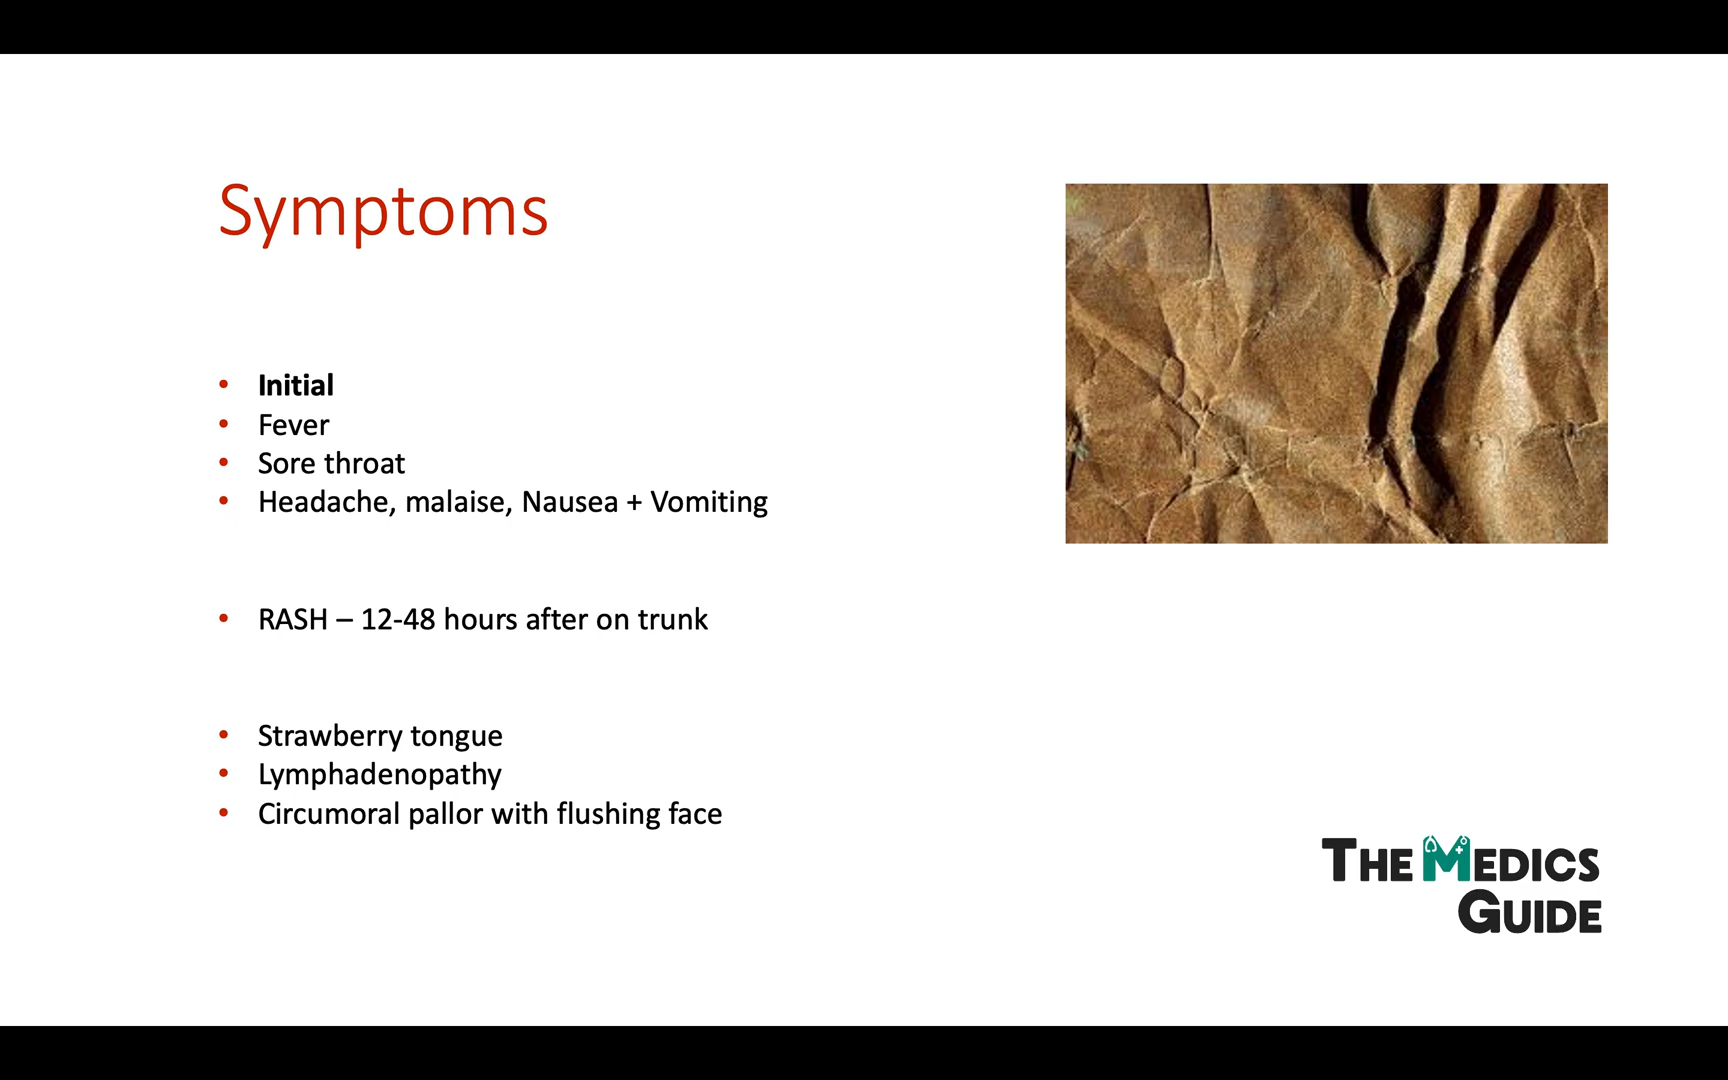 Symptoms
• Initial
• Fever
• Sore throat
• Headache, malaise, Nausea + Vomiting
• RASH – 12-48 hours after on trunk
• Strawberry tongue
• Lymphadenopathy
• Circumoral pallor with flushing face
THE MEDICS
GUIDE